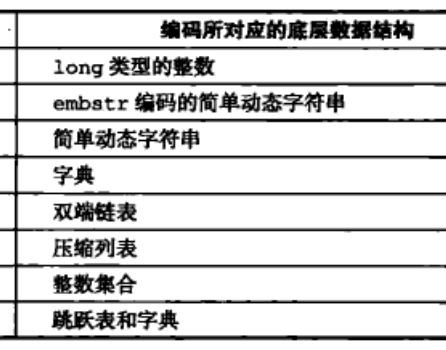 编码所对应的底层数据结构
long 类型的整数
embstr 编码的简单动态字符串
简单动态字符串
字典
双端链表
压缩列表
整数集合
跳跃表和字典